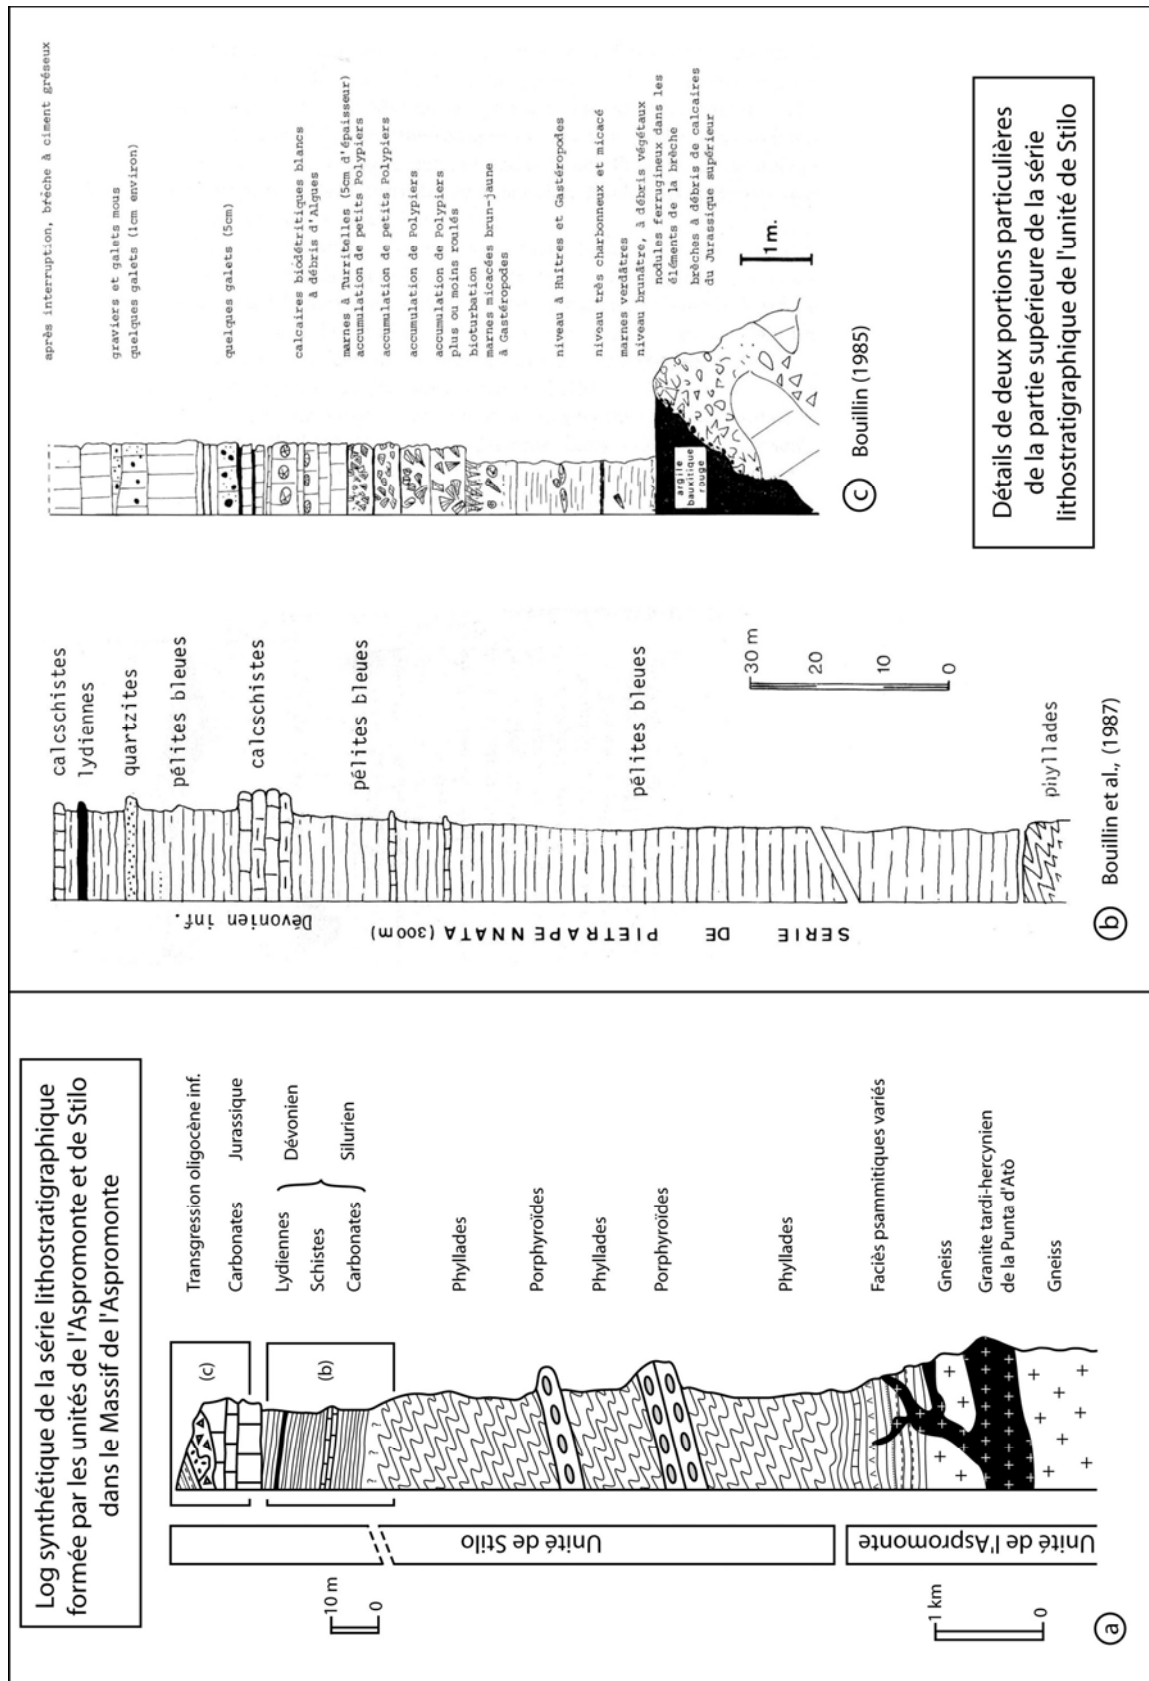 Log synthétique de la série lithostratigraphique
formée par les unités de l'Aspromonte et de Stilo
dans le Massif de l'Aspromonte
Transgression oligocène inf.
Carbonates Jurassique
Lydiennes
Schistes
Carbonates
Dévonien
Silurien
Phyllades
Porphyroïdes
Phyllades
Porphyroïdes
Phyllades
Faciès psammitiques variés
Gneiss
Granite tardi-hercynien
de la Punta d'Atò
Gneiss
(c)
(b)
?
?
Unité de Stilo
Unité de l'Aspromonte
10 m
0
1 km
0
a
calcschistes
lydiennes
quartzites
pélites bleues
calcschistes
pélites bleues
pélites bleues
phyllades
Dévonien inf.
SERIE DE PIETRAPENNATA (300m)
30 m
20
10
0
b Bouillin et al., (1987)
après interruption, brèche à ciment gréseux
graviers et galets mous
quelques galets (1cm environ)
quelques galets (5cm)
calcaires biodétritiques blancs
à débris d'Algues
marnes à Turritelles (5cm d'épaisseur)
accumulation de petits Polypiers
accumulation de petits Polypiers
accumulation de Polypiers
accumulation de Polypiers
plus ou moins roulés
bioturbation
marnes micacées brun-jaune
à Gastéropodes
niveau à Huîtres et Gastéropodes
niveau très charbonneux et micacé
marnes verdâtres
niveau brunâtre, à débris végétaux
nodules ferrugineux dans les
éléments de la brèche
brèches à débris de calcaires
du Jurassique supérieur
argile
bauxitique
rouge
1m.
c Bouillin (1985)
Détails de deux portions particulières
de la partie supérieure de la série
lithostratigraphique de l'unité de Stilo